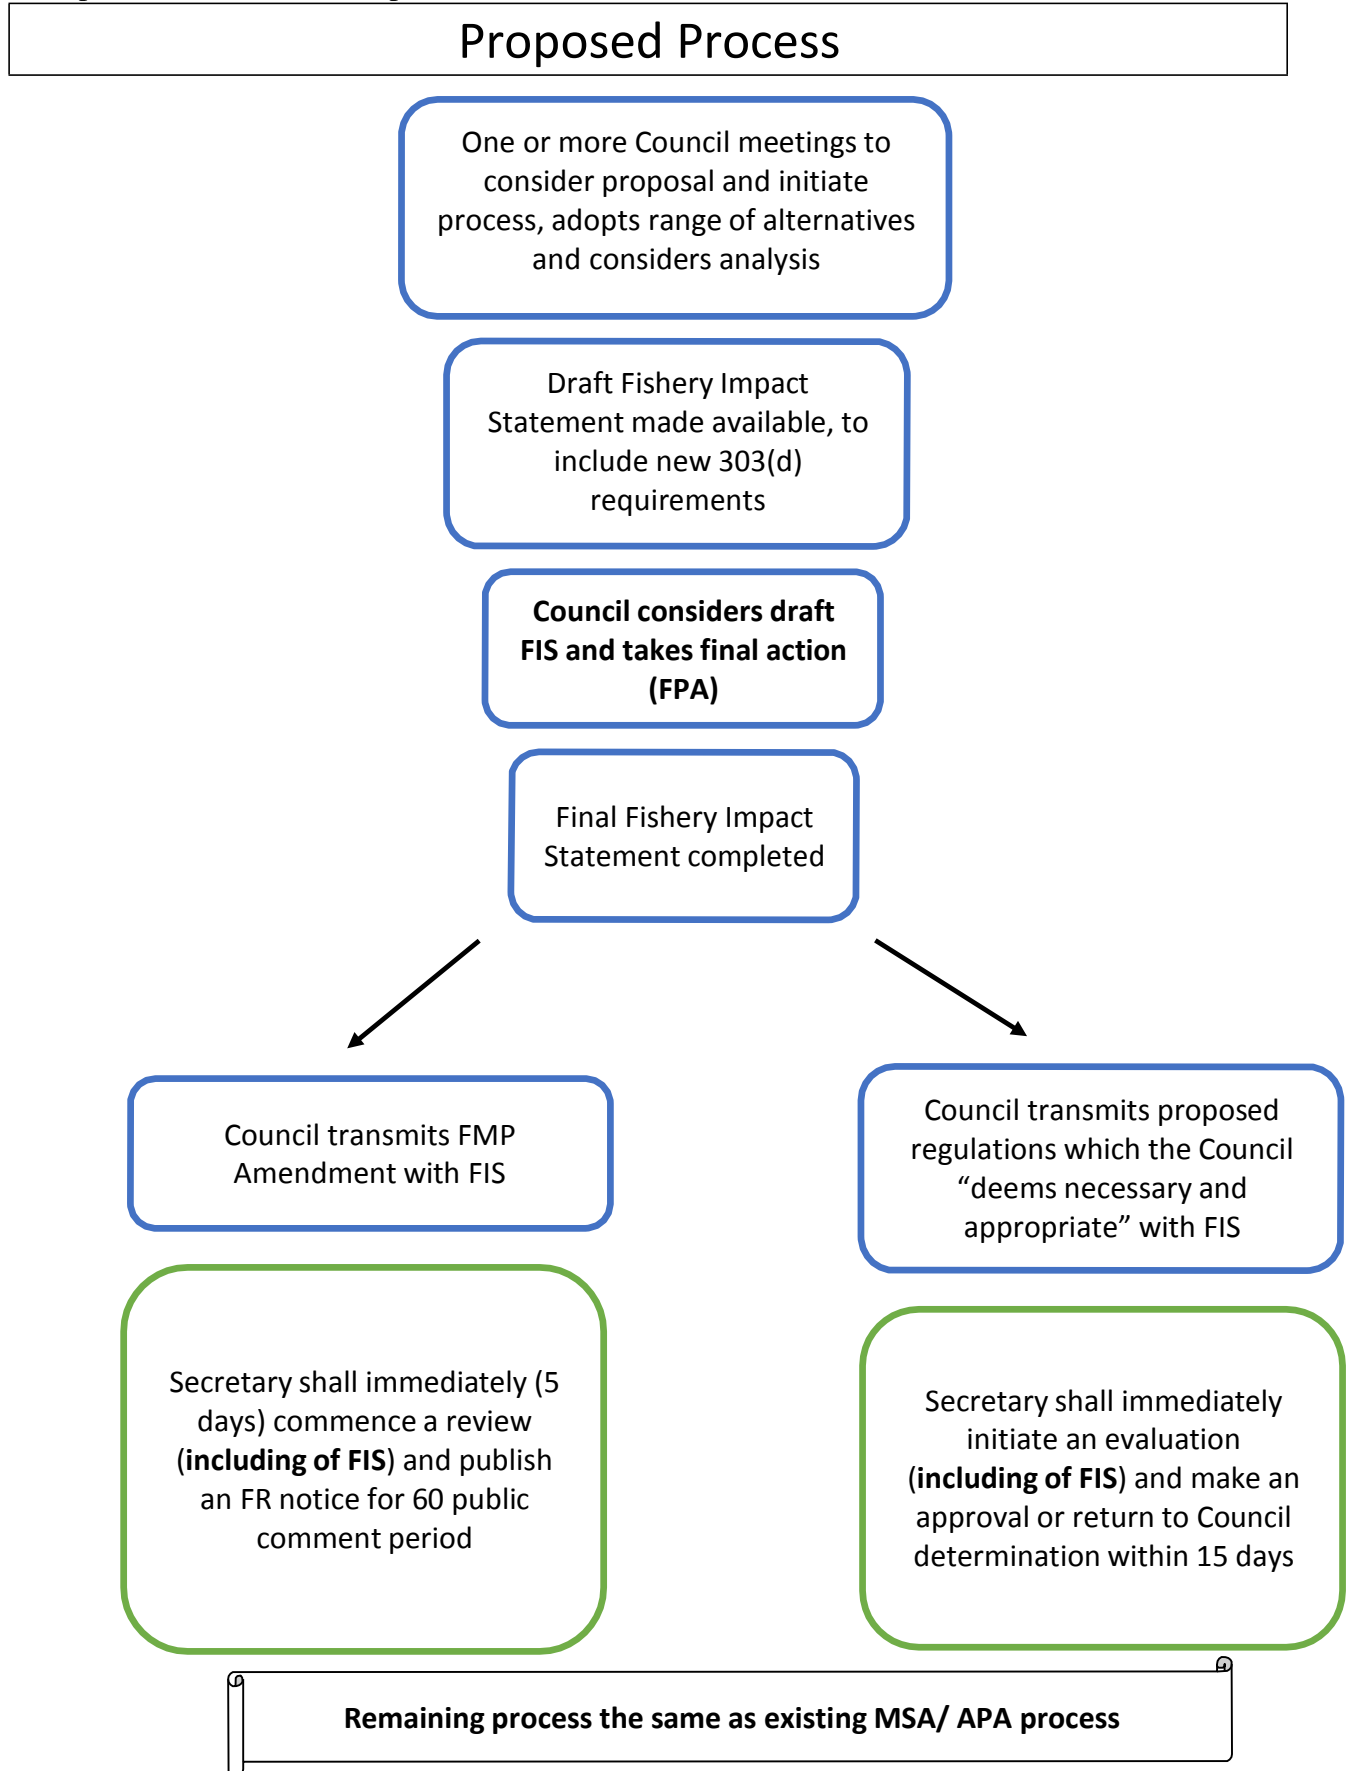 Proposed Process
One or more Council meetings to
consider proposal and initiate
process, adopts range of alternatives
and considers analysis
Draft Fishery Impact
Statement made available, to
include new 303(d)
requirements
Council considers draft
FIS and takes final action
(FPA)
Final Fishery Impact
Statement completed
Council transmits FMP
Amendment with FIS
Council transmits proposed
regulations which the Council
“deems necessary and
appropriate” with FIS
Secretary shall immediately (5
days) commence a review
(including of FIS) and publish
an FR notice for 60 public
comment period
Secretary shall immediately
initiate an evaluation
(including of FIS) and make an
approval or return to Council
determination within 15 days
Remaining process the same as existing MSA/ APA process